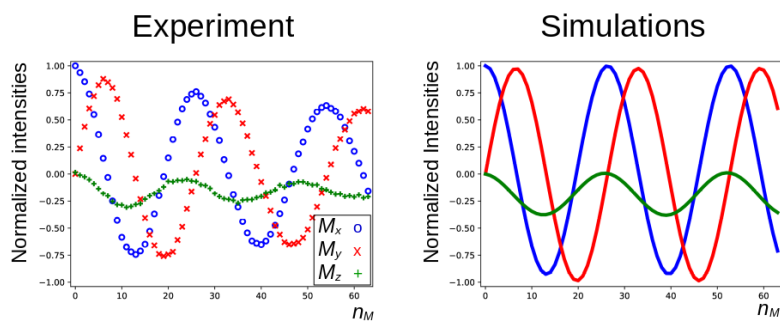 Experiment
Normalized intensities
1.00
0.75
0.50
0.25
0.00
−0.25
−0.50
−0.75
−1.00
0 10 20 30 40 50 60
n_M
M_x o
M_y x
M_z +
Simulations
Normalized Intensities
1.00
0.75
0.50
0.25
0.00
−0.25
−0.50
−0.75
−1.00
0 10 20 30 40 50 60
n_M